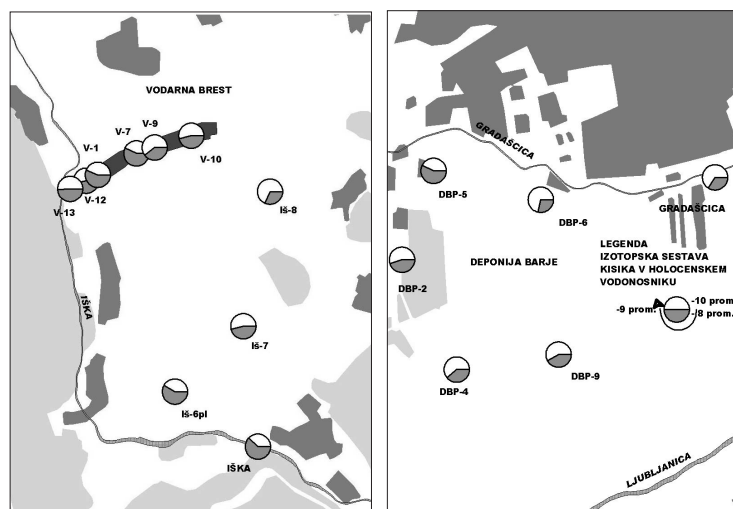 VODARNA BREST
V-9
V-7
V-1
V-10
V-12
V-13
Iš-8
IŠKA
Iš-7
Iš-6pl
IŠKA
GRADAŠCICA
DBP-5
DBP-6
GRADAŠCICA
LEGENDA
IZOTOPSKA SESTAVA
KISIKA V HOLOCENSKEM
VODONOSNIKU
DEPONIJA BARJE
DBP-2
-10 prom.
-9 prom.
-8 prom.
DBP-9
DBP-4
LJUBLJANICA